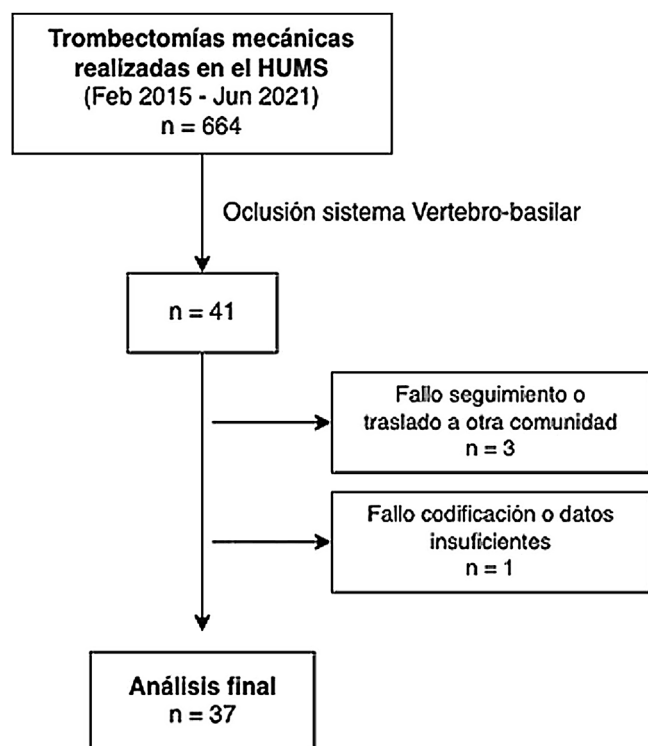 Trombectomías mecánicas
realizadas en el HUMS
(Feb 2015 - Jun 2021)
n = 664
Oclusión sistema Vertebro-basilar
n = 41
Fallo seguimiento o
traslado a otra comunidad
n = 3
Fallo codificación o datos
insuficientes
n = 1
Análisis final
n = 37